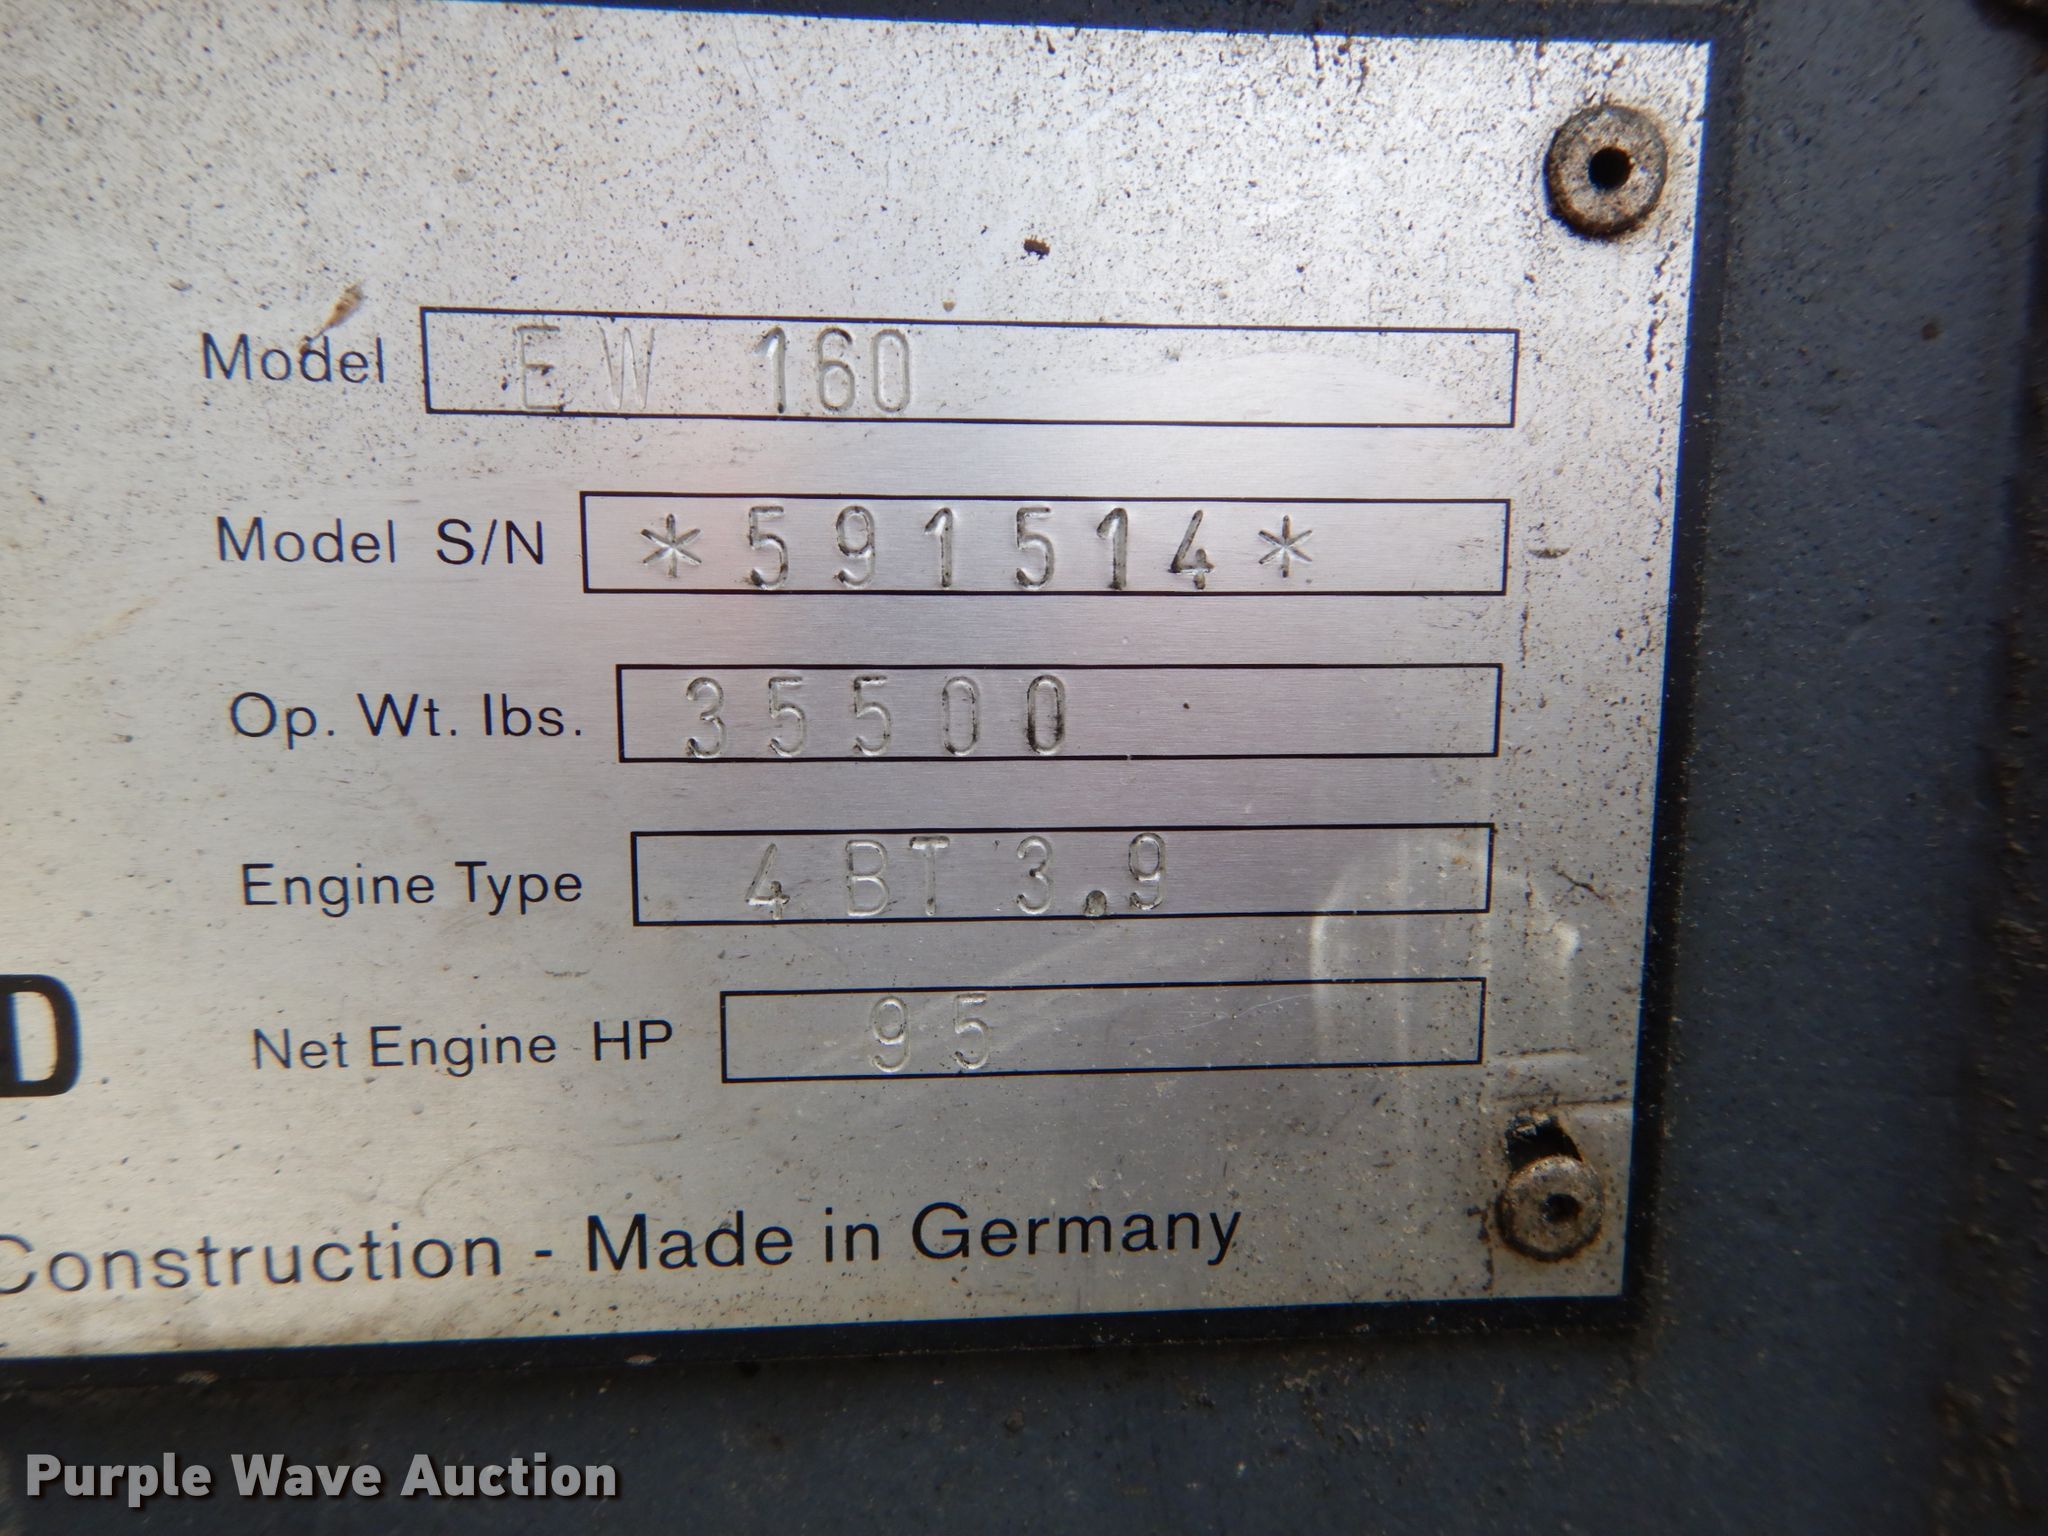 Model EW 160
Model S/N *591514*
Op. Wt. lbs. 35500
Engine Type 4BT 3.9
D
Net Engine HP 95
Construction - Made in Germany
Purple Wave Auction